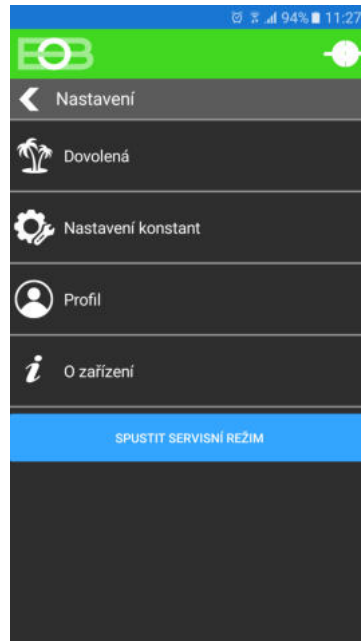 94% 11:27
EOB
Nastavení
Dovolená
Nastavení konstant
Profil
i O zařízení
SPUSTIT SERVISNÍ REŽIM